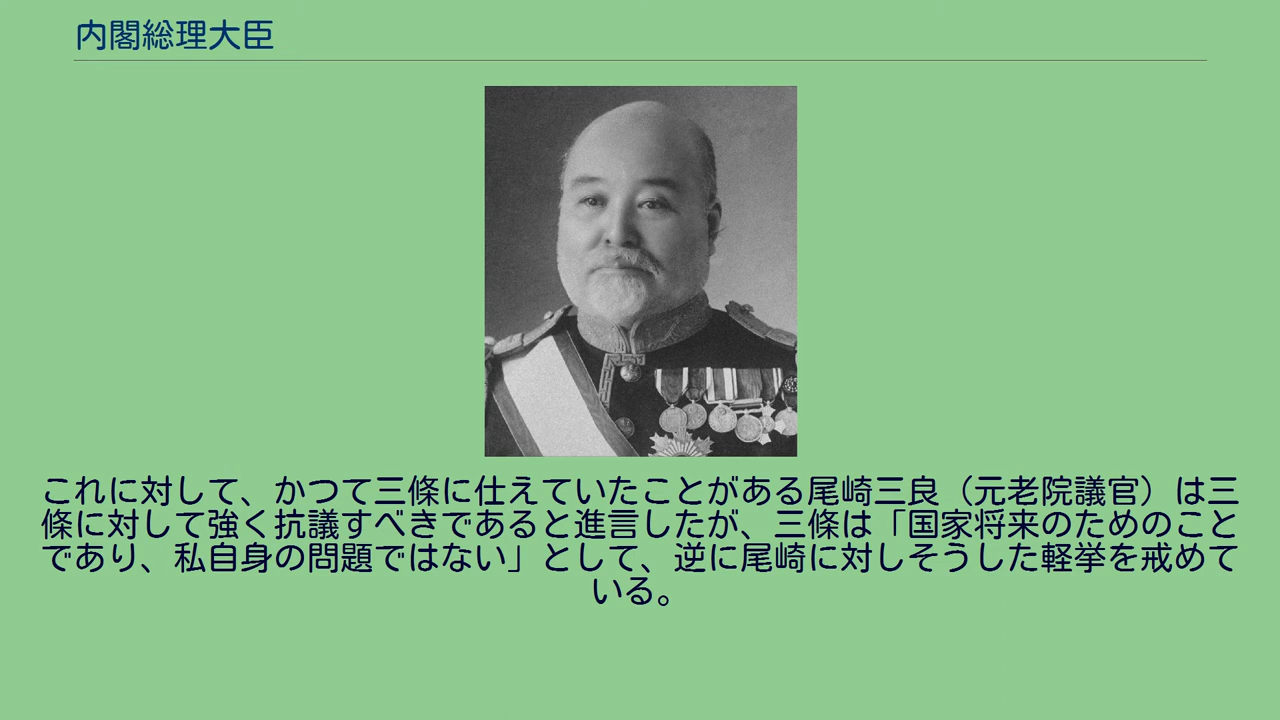 内閣総理大臣
これに対して、かつて三條に仕えていたことがある尾崎三良（元老院議官）は三
條に対して強く抗議すべきであると進言したが、三條は「国家将来のためのこと
であり、私自身の問題ではない」として、逆に尾崎に対しそうした軽挙を戒めて
いる。